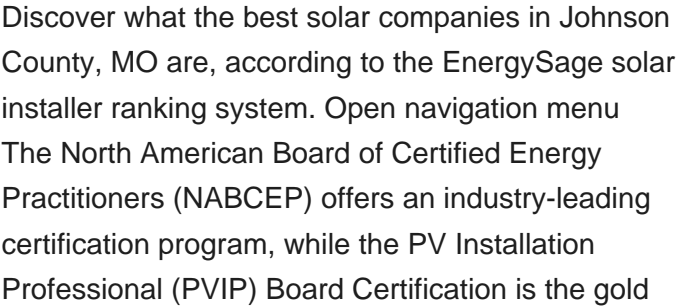 Discover what the best solar companies in Johnson
County, MO are, according to the EnergySage solar
installer ranking system. Open navigation menu
The North American Board of Certified Energy
Practitioners (NABCEP) offers an industry-leading
certification program, while the PV Installation
Professional (PVIP) Board Certification is the gold